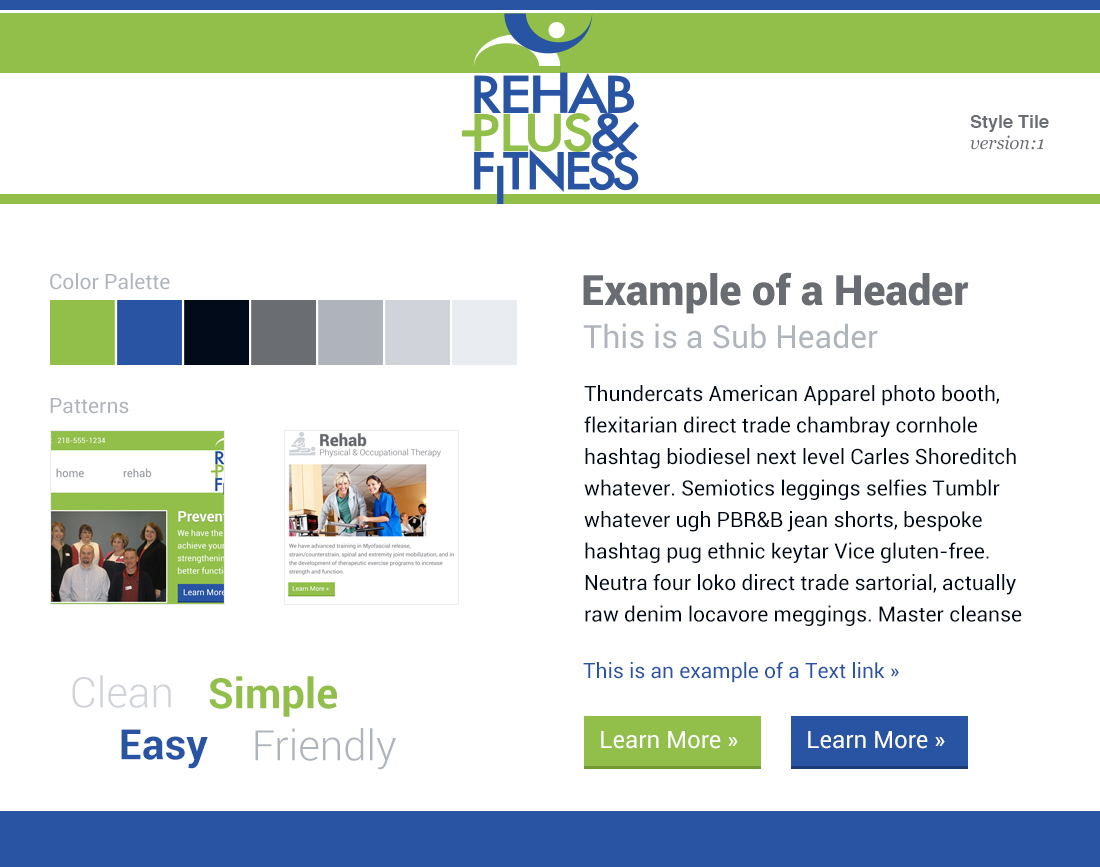 REHAB
PLUS&
FiTNESS
Style Tile
version:1
Color Palette
Patterns
218-555-1234
home rehab
R
P
F
Preven
We have the
achieve your
strengthenin
better functi
Learn More
Rehab
Physical & Occupational Therapy
We have advanced training in Myofascial release,
strain/counterstrain, spinal and extremity joint mobilization, and in
the development of therapeutic exercise programs to increase
strength and function.
Learn More »
Clean Simple
Easy Friendly
Example of a Header
This is a Sub Header
Thundercats American Apparel photo booth,
flexitarian direct trade chambray cornhole
hashtag biodiesel next level Carles Shoreditch
whatever. Semiotics leggings selfies Tumblr
whatever ugh PBR&B jean shorts, bespoke
hashtag pug ethnic keytar Vice gluten-free.
Neutra four loko direct trade sartorial, actually
raw denim locavore meggings. Master cleanse
This is an example of a Text link »
Learn More » Learn More »